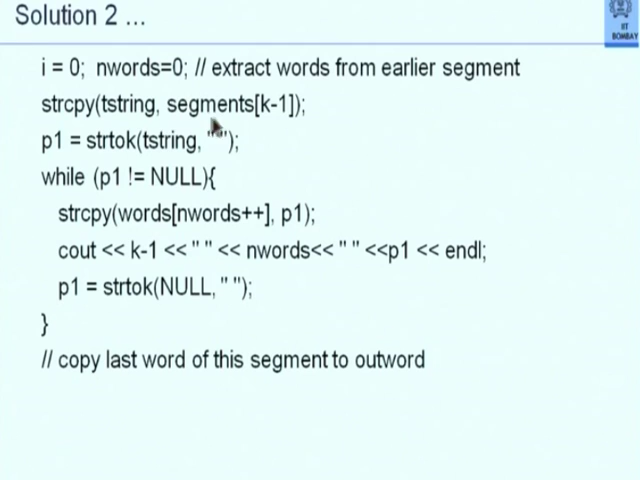 Solution 2 ...
IIT
BOMBAY
i = 0;  nwords=0; // extract words from earlier segment
strcpy(tstring, segments[k-1]);
p1 = strtok(tstring, " ");
while (p1 != NULL){
strcpy(words[nwords++], p1);
cout << k-1 << " " << nwords<< " " <<p1 << endl;
p1 = strtok(NULL, " ");
}
// copy last word of this segment to outword